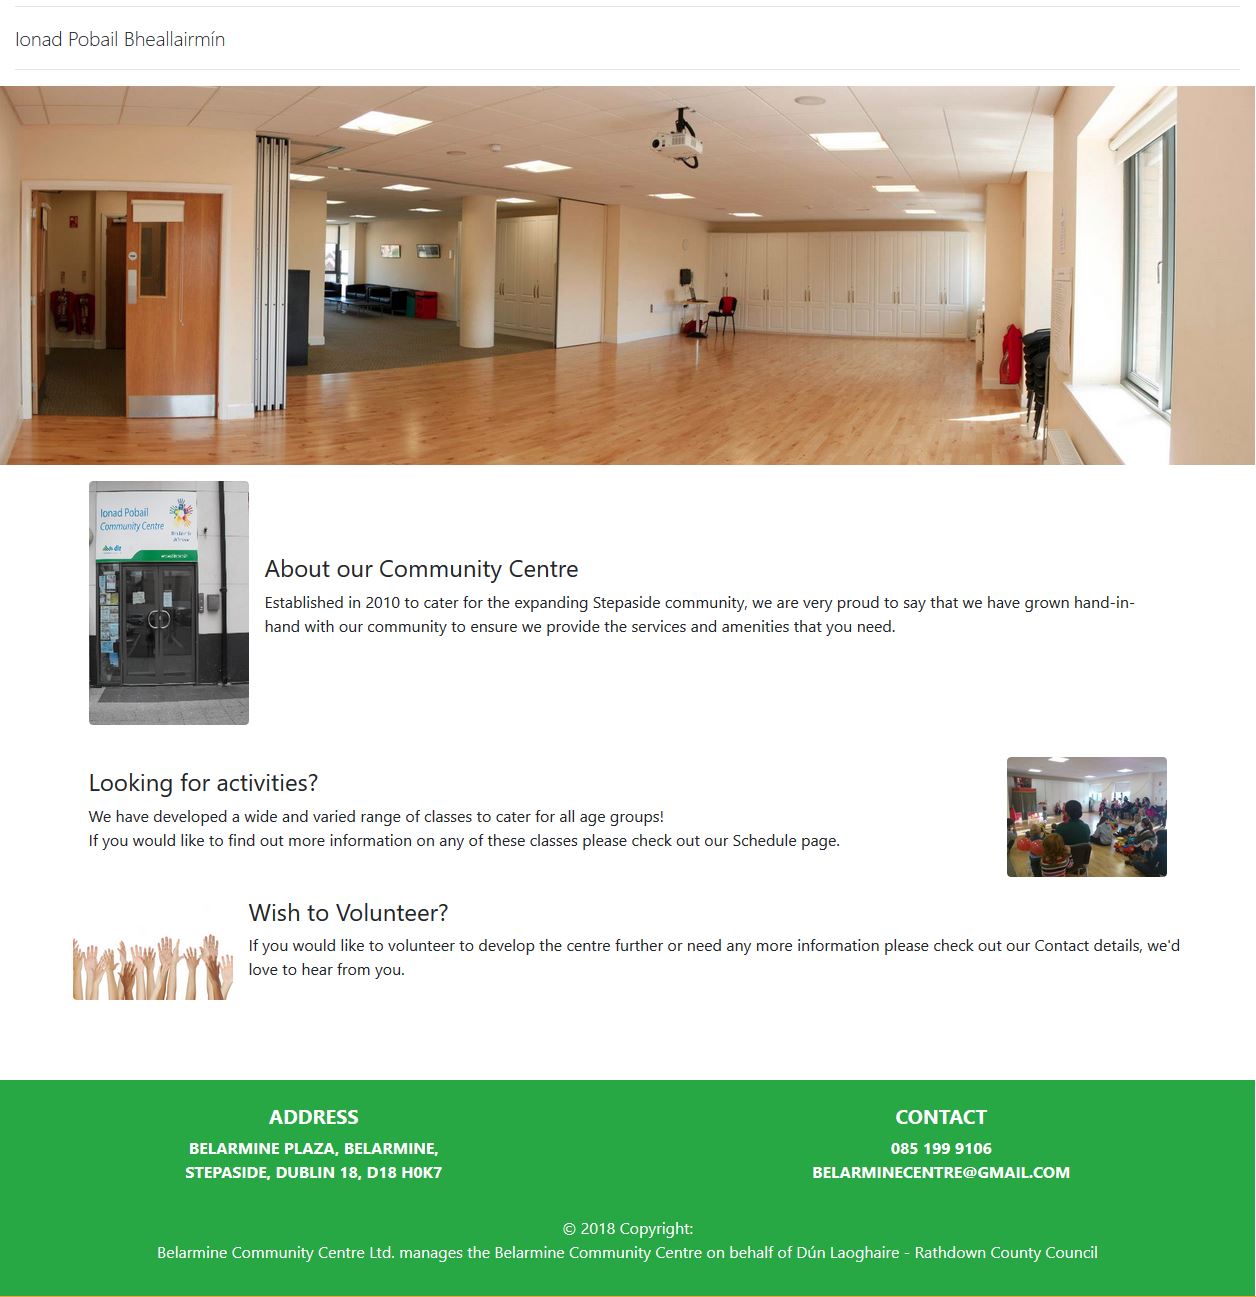 Ionad Pobail Bheallairmín
Ionad Pobail
Community Centre
About our Community Centre
Established in 2010 to cater for the expanding Stepaside community, we are very proud to say that we have grown hand-in-
hand with our community to ensure we provide the services and amenities that you need.
Looking for activities?
We have developed a wide and varied range of classes to cater for all age groups!
If you would like to find out more information on any of these classes please check out our Schedule page.
Wish to Volunteer?
If you would like to volunteer to develop the centre further or need any more information please check out our Contact details, we'd
love to hear from you.
ADDRESS
BELARMINE PLAZA, BELARMINE,
STEPASIDE, DUBLIN 18, D18 H0K7
CONTACT
085 199 9106
BELARMINECENTRE@GMAIL.COM
© 2018 Copyright:
Belarmine Community Centre Ltd. manages the Belarmine Community Centre on behalf of Dún Laoghaire - Rathdown County Council